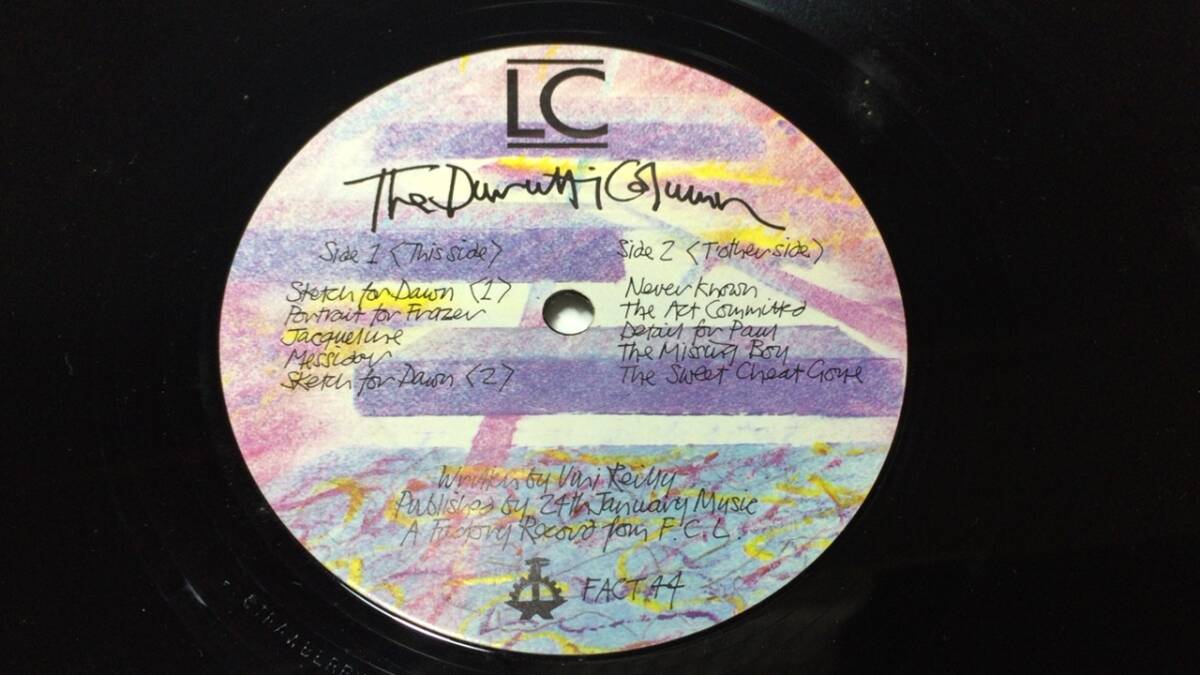 LC
The Durutti Column
Side 1 <This side>
Sketch for Dawn <1>
Portrait for Frazer
Jacqueline
Messidor
Sketch for Dawn <2>
Side 2 <T'other side>
Never Known
The Act Committed
Detail for Paul
The Missing Boy
The Sweet Cheat Gone
Written by Vini Reilly
Published by 24th January Music
A Factory Record from F.C.L.
FACT 44